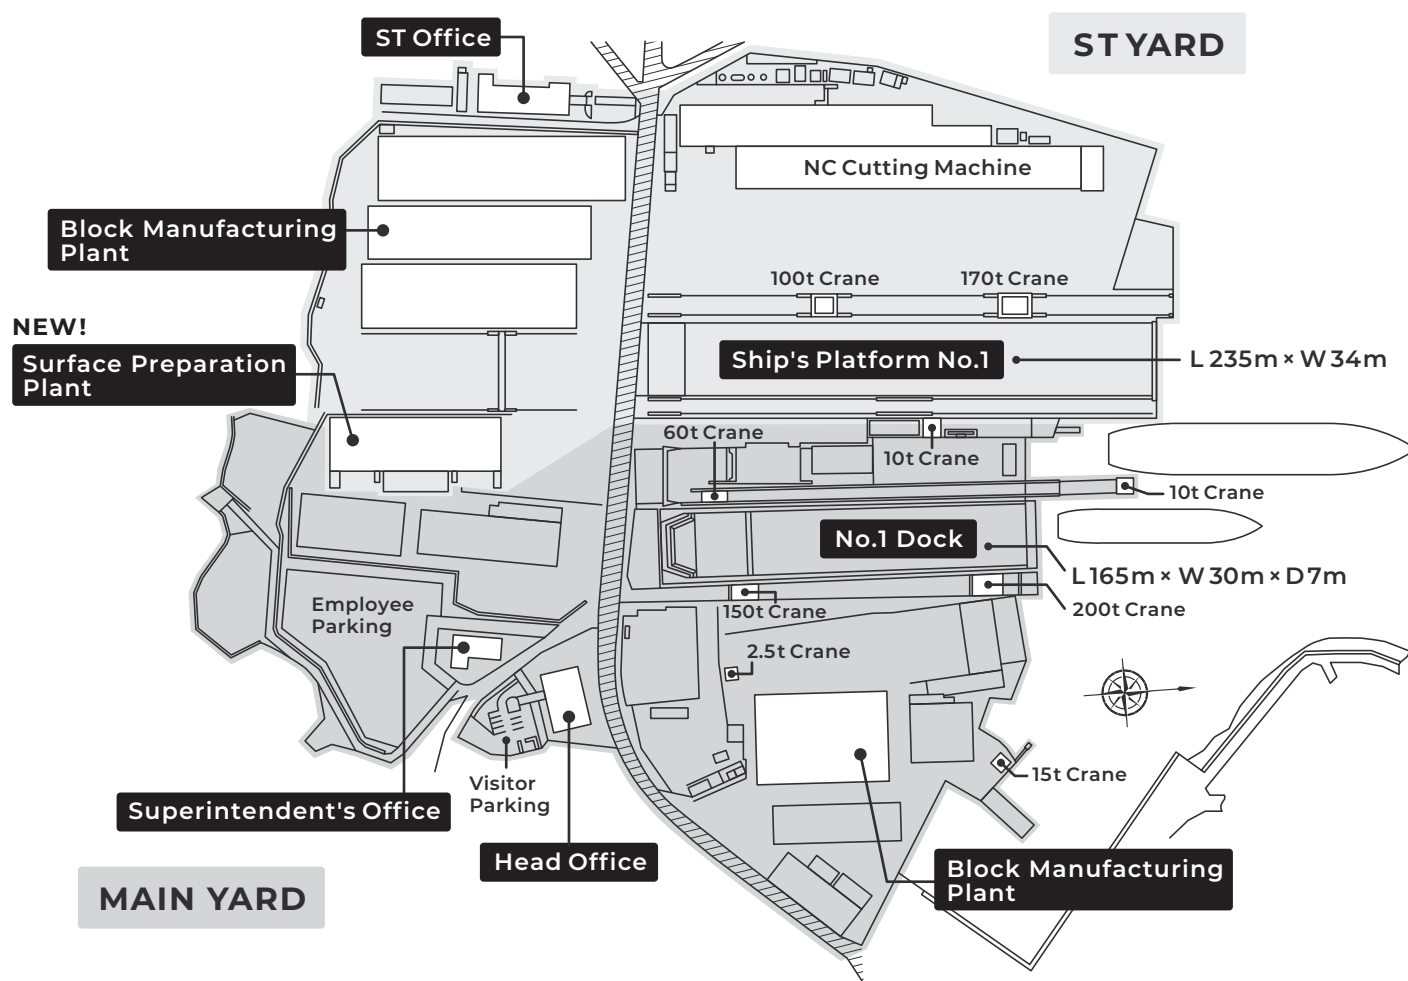 ST Office
ST YARD
NC Cutting Machine
Block Manufacturing
Plant
100t Crane
170t Crane
NEW!
Surface Preparation
Plant
Ship's Platform No.1
L 235m × W 34m
60t Crane
10t Crane
10t Crane
No.1 Dock
L 165m × W 30m × D 7m
Employee
Parking
150t Crane
200t Crane
2.5t Crane
15t Crane
Visitor
Parking
Superintendent's Office
Head Office
Block Manufacturing
Plant
MAIN YARD